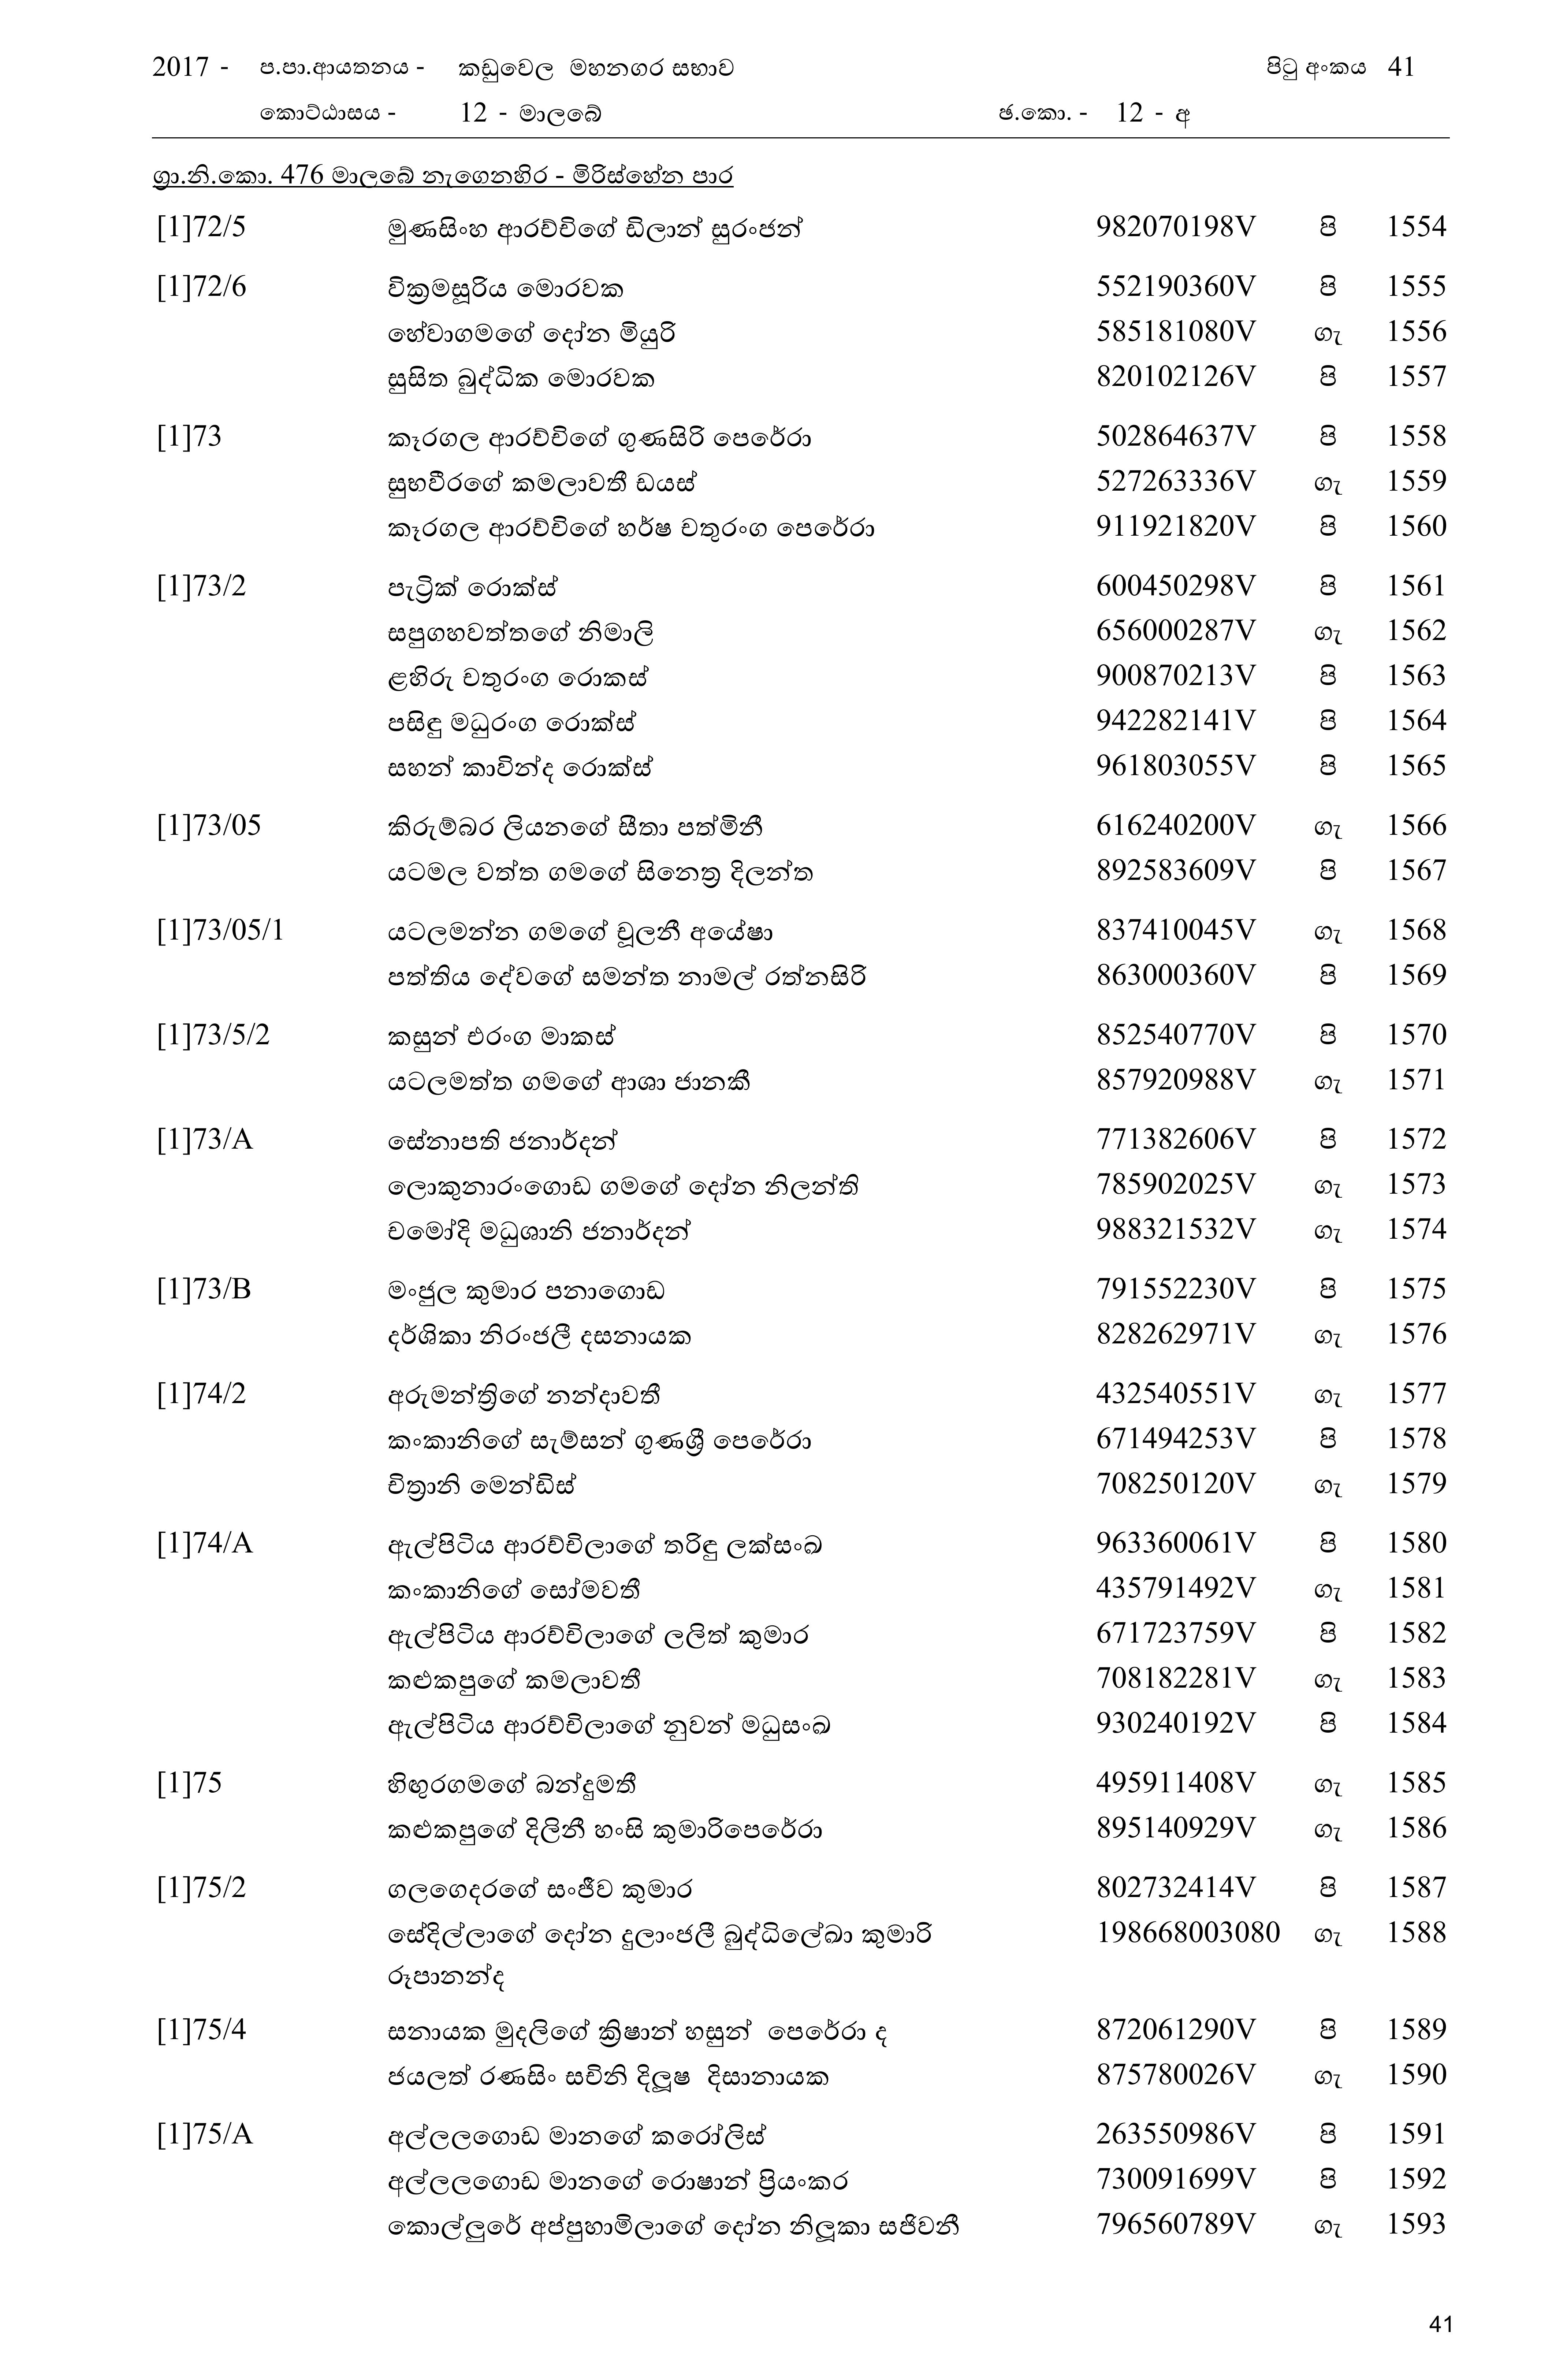 2017 - ප.පා.ආයතනය - කඩුවෙල මහනගර සභාව පිටු අංකය 41
කොට්ඨාසය - 12 - මාලබේ ඡ.කො. - 12 - අ
ග්‍රා.නි.කො. 476 මාලබේ නැගෙනහිර - මිරිස්හේන පාර
[1]72/5 මුණසිංහ ආරච්චිගේ ඩිලාන් සුරංජන් 982070198V පි 1554
[1]72/6 වික්‍රමසූරිය මොරවක 552190360V පි 1555
හේවාගමගේ දෝන මියුරි 585181080V ගැ 1556
සුසිත බුද්ධික මොරවක 820102126V පි 1557
[1]73 කෑරගල ආරච්චිගේ ගුණසිරි පෙරේරා 502864637V පි 1558
සුභවීරගේ කමලාවතී ඩයස් 527263336V ගැ 1559
කෑරගල ආරච්චිගේ හර්ෂ චතුරංග පෙරේරා 911921820V පි 1560
[1]73/2 පැට්‍රික් රොක්ස් 600450298V පි 1561
සපුගහවත්තගේ නිමාලි 656000287V ගැ 1562
ළහිරු චතුරංග රොකස් 900870213V පි 1563
පසිඳු මධුරංග රොක්ස් 942282141V පි 1564
සහන් කාවින්ද රොක්ස් 961803055V පි 1565
[1]73/05 කිරුම්බර ලියනගේ සීතා පත්මිනී 616240200V ගැ 1566
යටමල වත්ත ගමගේ සිනෙත්‍ර දිලන්ත 892583609V පි 1567
[1]73/05/1 යටලමන්න ගමගේ චූලනී අයේෂා 837410045V ගැ 1568
පත්තිය දේවගේ සමන්ත නාමල් රත්නසිරි 863000360V පි 1569
[1]73/5/2 කසුන් එරංග මාකස් 852540770V පි 1570
යටලමත්ත ගමගේ ආශා ජානකී 857920988V ගැ 1571
[1]73/A සේනාපති ජනාර්දන් 771382606V පි 1572
ලොකුනාරංගොඩ ගමගේ දෝන නිලන්ති 785902025V ගැ 1573
චමෝදි මධුශානි ජනාර්දන් 988321532V ගැ 1574
[1]73/B මංජුල කුමාර පනාගොඩ 791552230V පි 1575
දර්ශිකා නිරංජලී දසනායක 828262971V ගැ 1576
[1]74/2 අරුමන්ත්‍රිගේ නන්දාවතී 432540551V ගැ 1577
කංකානිගේ සැම්සන් ගුණශ්‍රී පෙරේරා 671494253V පි 1578
චිත්‍රානි මෙන්ඩිස් 708250120V ගැ 1579
[1]74/A ඇල්පිටිය ආරච්චිලාගේ තරිඳු ලක්සංඛ 963360061V පි 1580
කංකානිගේ සෝමවතී 435791492V ගැ 1581
ඇල්පිටිය ආරච්චිලාගේ ලලිත් කුමාර 671723759V පි 1582
කළුකපුගේ කමලාවතී 708182281V ගැ 1583
ඇල්පිටිය ආරච්චිලාගේ නුවන් මධුසංඛ 930240192V පි 1584
[1]75 හිඟුරගමගේ බන්දුමතී 495911408V ගැ 1585
කළුකපුගේ දිලිනී හංසි කුමාරිපෙරේරා 895140929V ගැ 1586
[1]75/2 ගලගෙදරගේ සංජීව කුමාර 802732414V පි 1587
සේදිල්ලාගේ දෝන දුලාංජලී බුද්ධිලේඛා කුමාරි 198668003080 ගැ 1588
රූපානන්ද
[1]75/4 සනායක මුදලිගේ ක්‍රිෂාන් හසුන් පෙරේරා ද 872061290V පි 1589
ජයලත් රණසිං සචිනි දිලූෂ දිසානායක 875780026V ගැ 1590
[1]75/A අල්ලලගොඩ මානගේ කරෝලිස් 263550986V පි 1591
අල්ලලගොඩ මානගේ රොෂාන් ප්‍රියංකර 730091699V පි 1592
කොල්ලුරේ අප්පුහාමිලාගේ දෝන නිලූකා සජිවනී 796560789V ගැ 1593
41